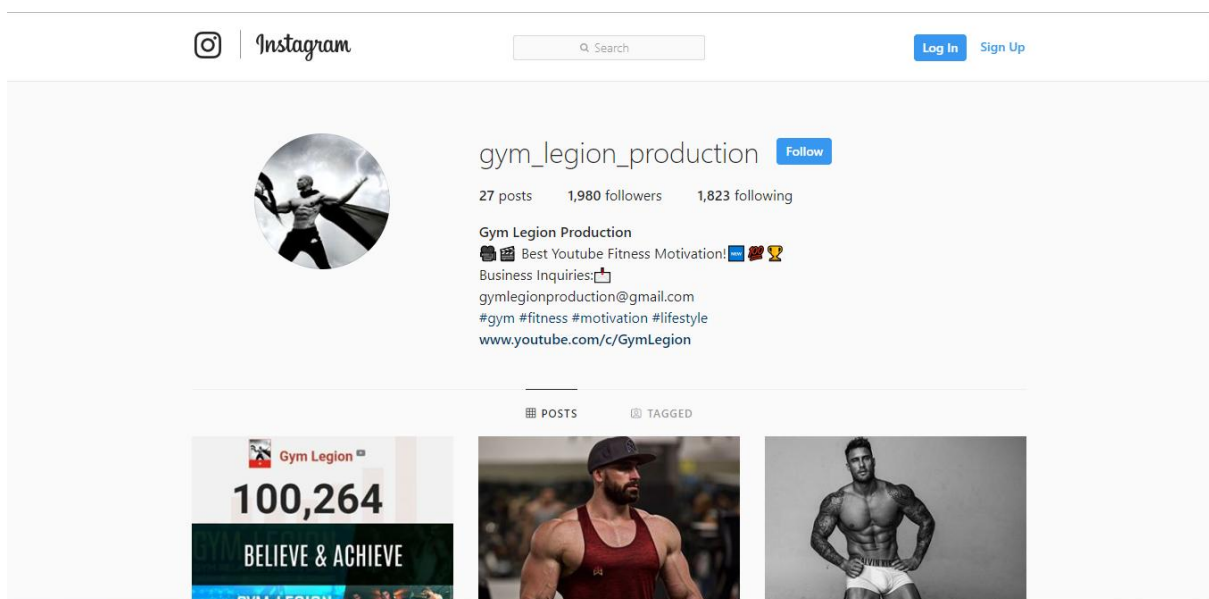 Instagram
Search
Log In
Sign Up
gym_legion_production
Follow
27 posts 1,980 followers 1,823 following
Gym Legion Production
Best Youtube Fitness Motivation!
Business Inquiries:
gymlegionproduction@gmail.com
#gym #fitness #motivation #lifestyle
www.youtube.com/c/GymLegion
POSTS
TAGGED
Gym Legion
100,264
BELIEVE & ACHIEVE
GYM LEGION